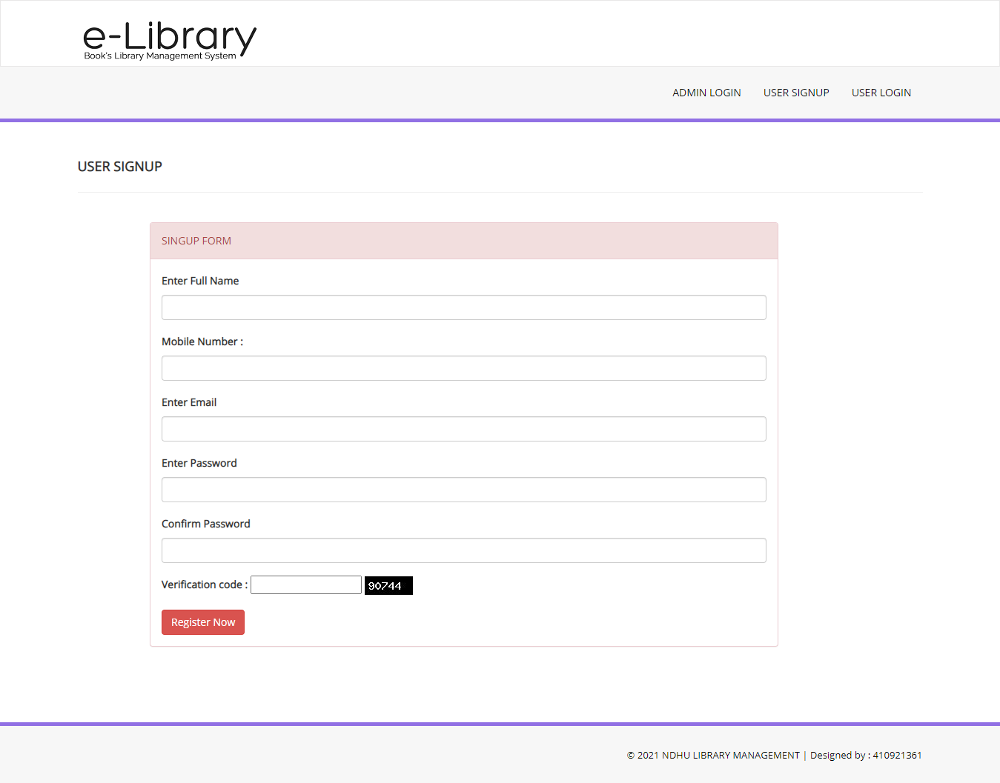 e-Library
Book's Library Management System
ADMIN LOGIN USER SIGNUP USER LOGIN
USER SIGNUP
SINGUP FORM
Enter Full Name
Mobile Number :
Enter Email
Enter Password
Confirm Password
Verification code : 90744
Register Now
© 2021 NDHU LIBRARY MANAGEMENT | Designed by : 410921361